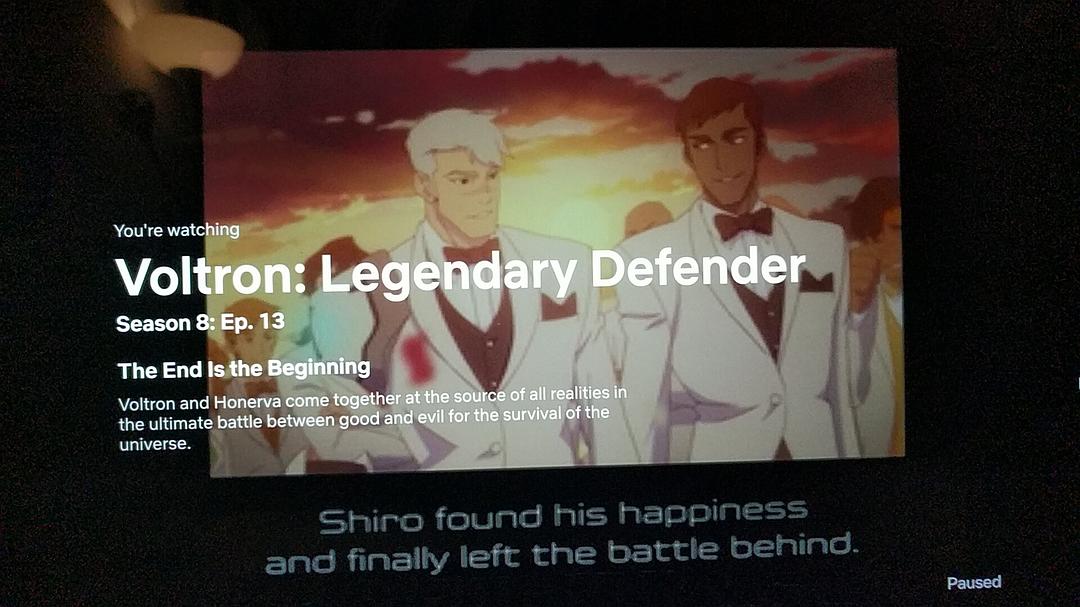 You're watching
Voltron: Legendary Defender
Season 8: Ep. 13
The End Is the Beginning
Voltron and Honerva come together at the source of all realities in
the ultimate battle between good and evil for the survival of the
universe.
Shiro found his happiness
and finally left the battle behind.
Paused